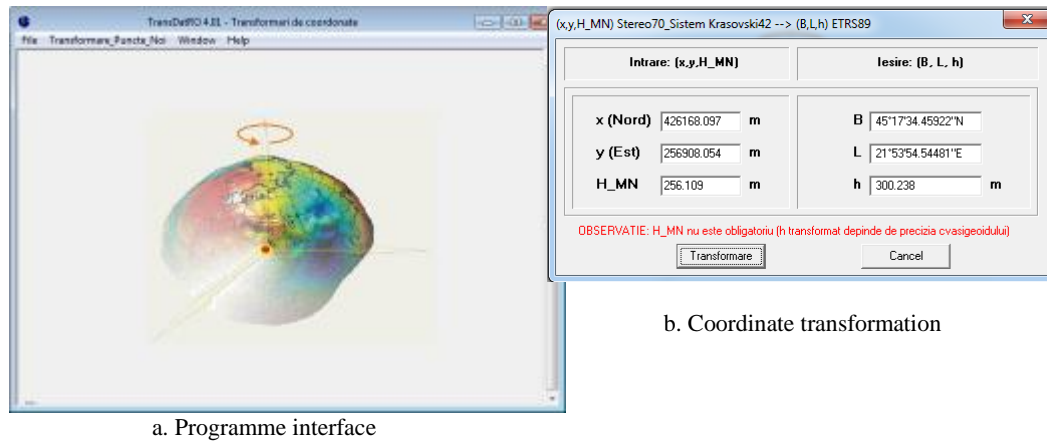 TransDatRO 4.01 - Transformari de coordonate
File Transformare_Puncte_Noi Window Help
a. Programme interface
(x,y,H_MN) Stereo70_Sistem Krasovski42 --> (B,L,h) ETRS89
Intrare: (x,y,H_MN)
Iesire: (B, L, h)
x (Nord) 426168.097 m
B 45°17'34.45922"N
y (Est) 256908.054 m
L 21°53'54.54481"E
H_MN 256.109 m
h 300.238 m
OBSERVATIE: H_MN nu este obligatoriu (h transformat depinde de precizia cvasigeoidului)
Transformare
Cancel
b. Coordinate transformation